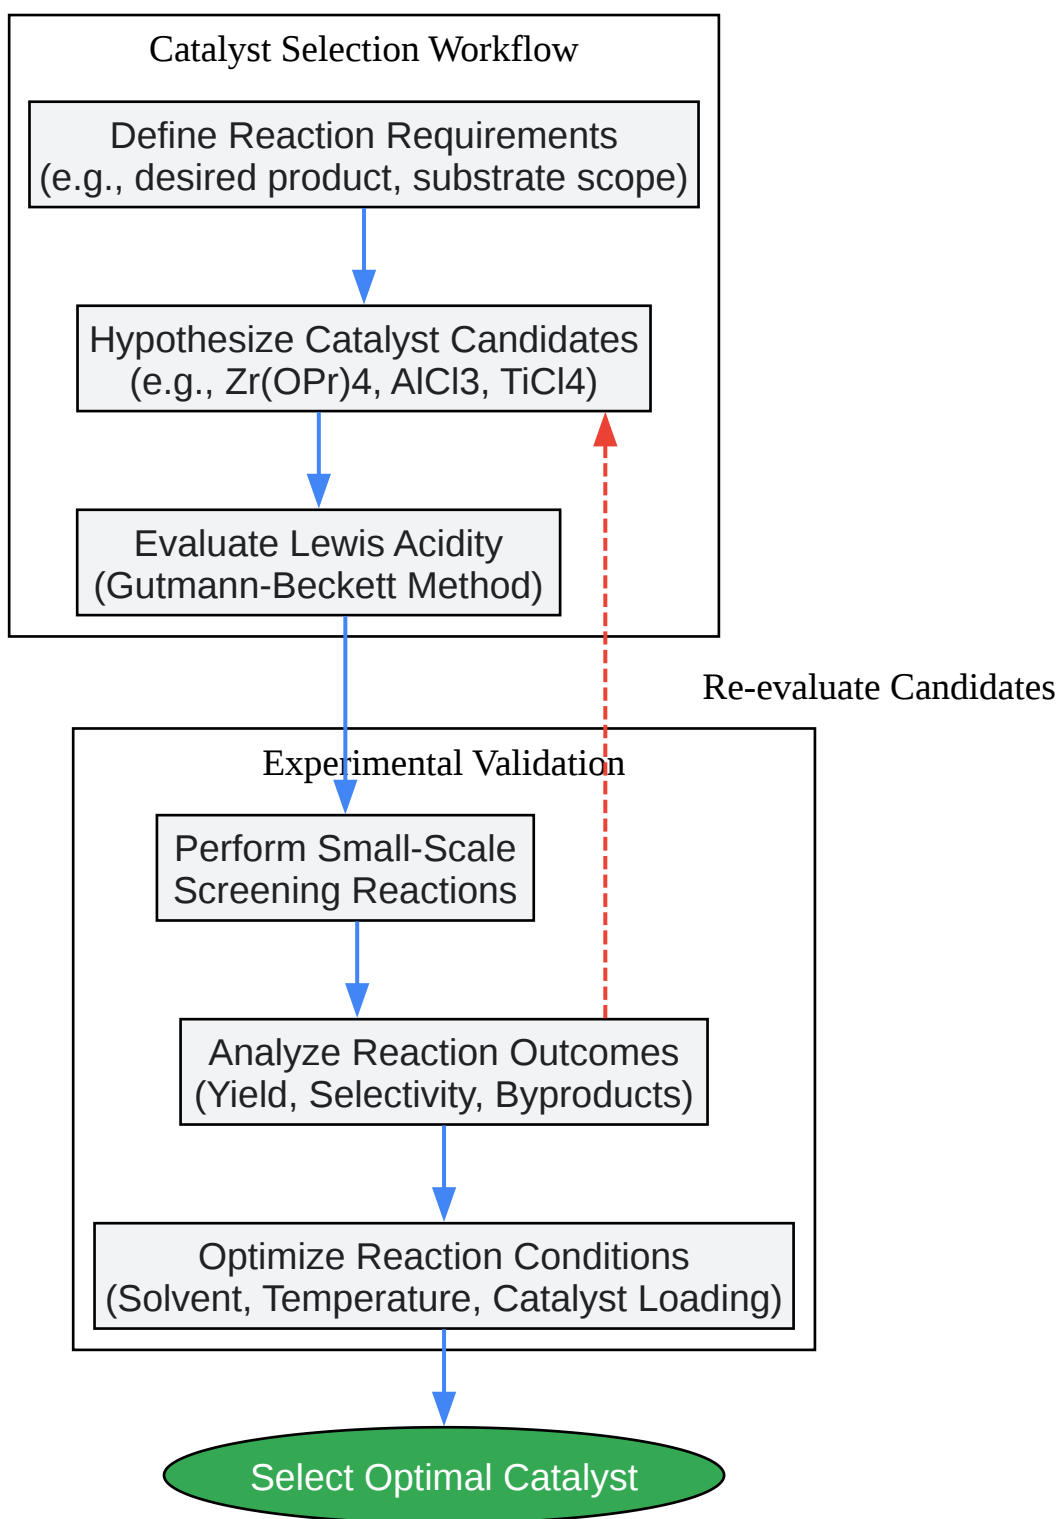 Catalyst Selection Workflow
Define Reaction Requirements
(e.g., desired product, substrate scope)
Hypothesize Catalyst Candidates
(e.g., Zr(OPr)4, AlCl3, TiCl4)
Evaluate Lewis Acidity
(Gutmann-Beckett Method)
Re-evaluate Candidates
Experimental Validation
Perform Small-Scale
Screening Reactions
Analyze Reaction Outcomes
(Yield, Selectivity, Byproducts)
Optimize Reaction Conditions
(Solvent, Temperature, Catalyst Loading)
Select Optimal Catalyst